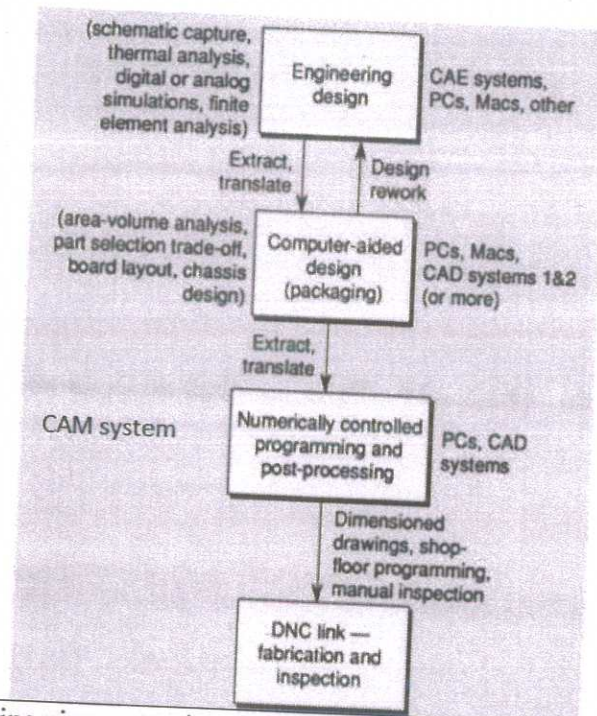 (schematic capture,
thermal analysis,
digital or analog
simulations, finite
element analysis)
Engineering
design
CAE systems,
PCs, Macs, other
Extract,
translate
Design
rework
(area-volume analysis,
part selection trade-off,
board layout, chassis
design)
Computer-aided
design
(packaging)
PCs, Macs,
CAD systems 1&2
(or more)
Extract,
translate
CAM system
Numerically controlled
programming and
post-processing
PCs, CAD
systems
Dimensioned
drawings, shop-
floor programming,
manual inspection
DNC link —
fabrication and
inspection